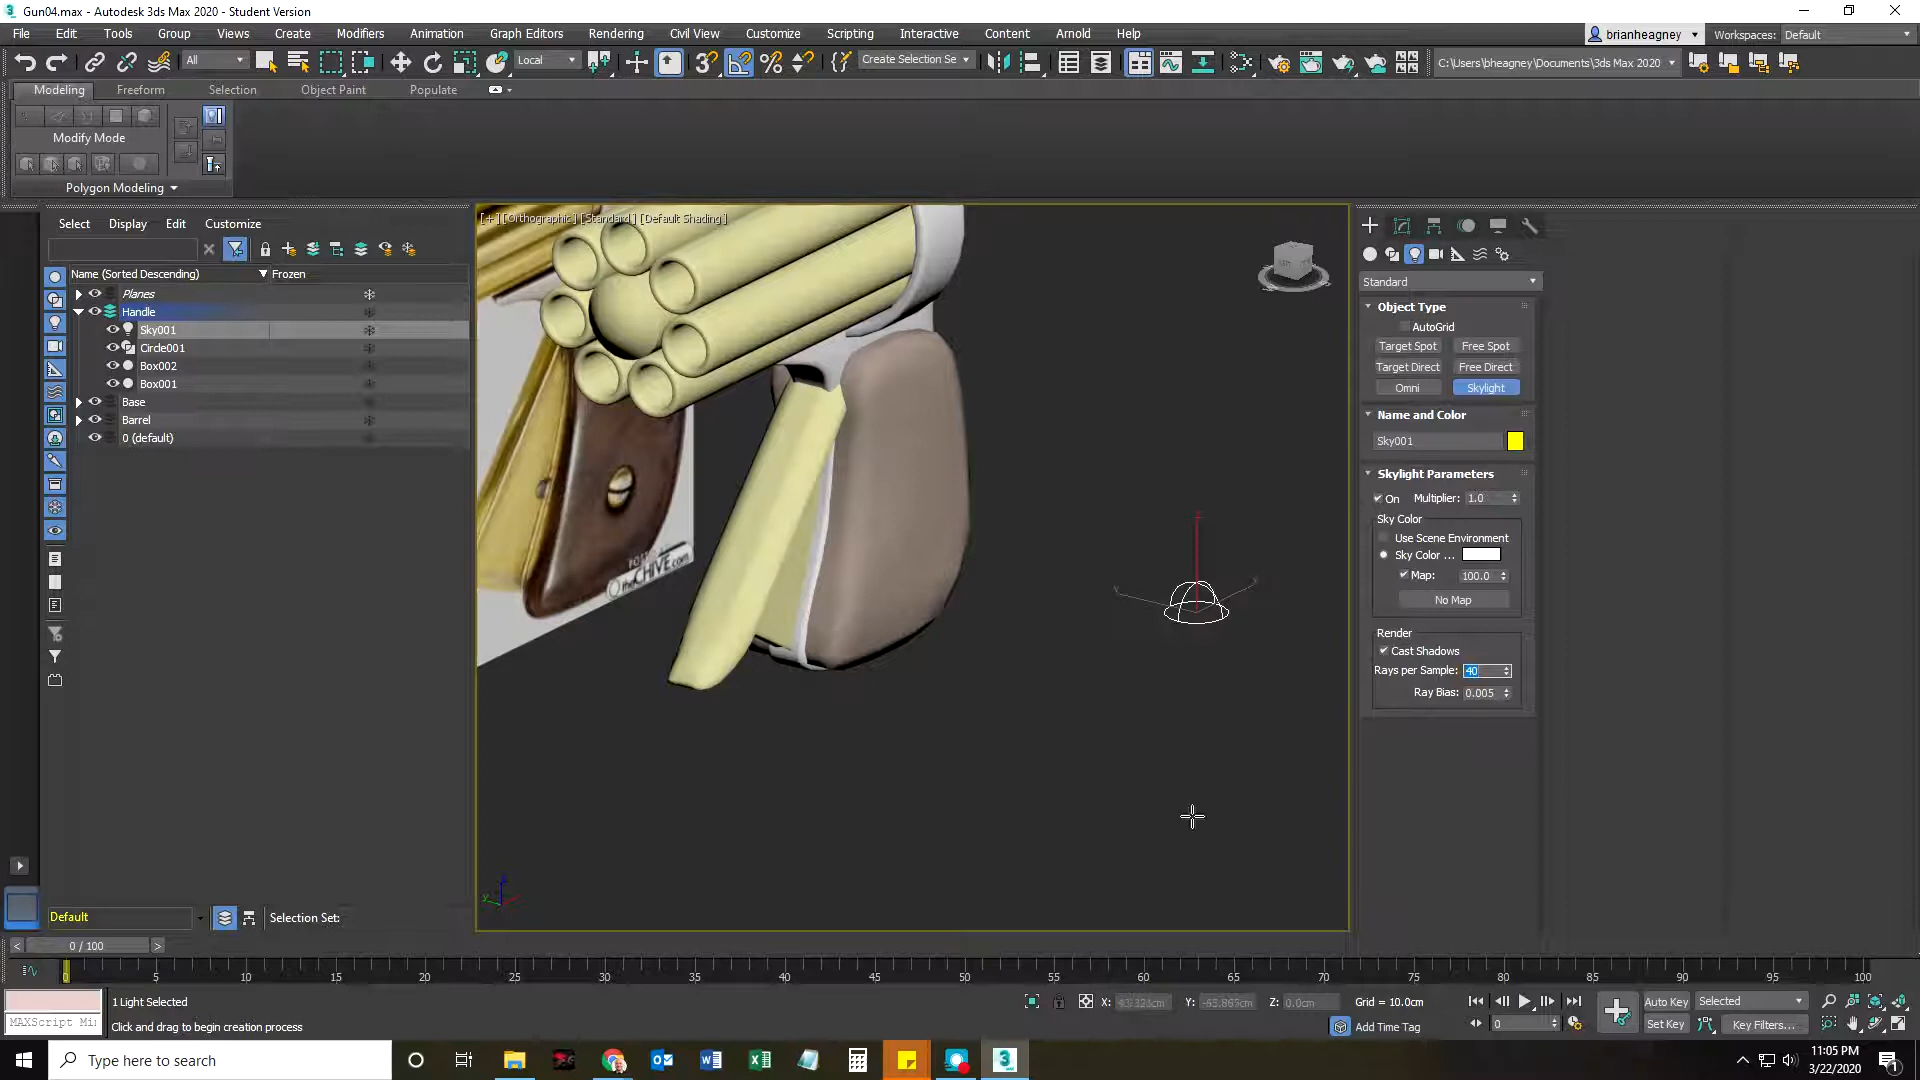 Gun04.max - Autodesk 3ds Max 2020 - Student Version
File Edit Tools Group Views Create Modifiers Animation Graph Editors Rendering Civil View Customize Scripting Interactive Content Arnold Help
brianheagney Workspaces: Default
All Local Create Selection Se C:\Users\bheagney\Documents\3ds Max 2020
Modeling Freeform Selection Object Paint Populate
Modify Mode
Polygon Modeling
Select Display Edit Customize
[+] [Orthographic] [Standard] [Default Shading]
Name (Sorted Descending) Frozen
Planes
Handle
Sky001
Circle001
Box002
Box001
Base
Barrel
0 (default)
theCHIVE.com
Standard
Object Type
AutoGrid
Target Spot Free Spot
Target Direct Free Direct
Omni Skylight
Name and Color
Sky001
Skylight Parameters
On Multiplier: 1.0
Sky Color
Use Scene Environment
Sky Color ...
Map: 100.0
No Map
Render
Cast Shadows
Rays per Sample: 40
Ray Bias: 0.005
Default Selection Set:
< 0 / 100 >
0 5 10 15 20 25 30 35 40 45 50 55 60 65 70 75 80 85 90 95 100
1 Light Selected X: Y: Z: 0.0cm Grid = 10.0cm Auto Key Selected
MAXScript Mi Click and drag to begin creation process Add Time Tag 0 Set Key Key Filters...
Type here to search
11:05 PM
3/22/2020
1